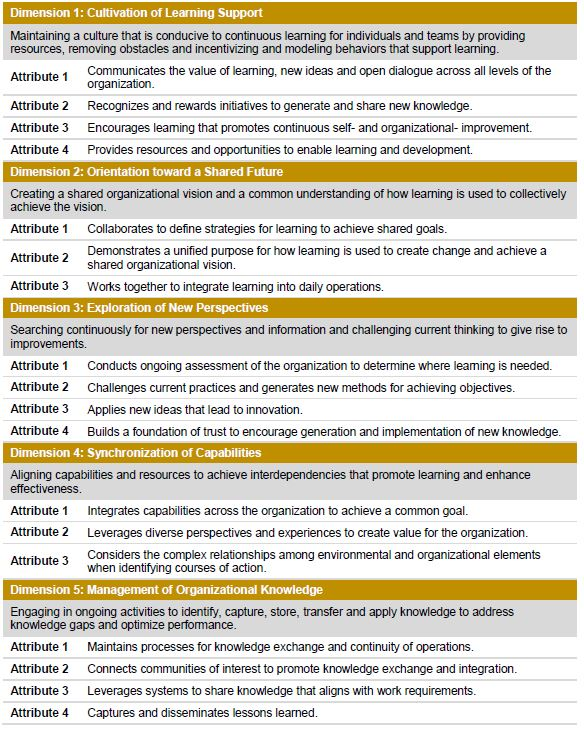 Dimension 1: Cultivation of Learning Support
Maintaining a culture that is conducive to continuous learning for individuals and teams by providing
resources, removing obstacles and incentivizing and modeling behaviors that support learning.
Attribute 1 Communicates the value of learning, new ideas and open dialogue across all levels of the
organization.
Attribute 2 Recognizes and rewards initiatives to generate and share new knowledge.
Attribute 3 Encourages learning that promotes continuous self- and organizational- improvement.
Attribute 4 Provides resources and opportunities to enable learning and development.
Dimension 2: Orientation toward a Shared Future
Creating a shared organizational vision and a common understanding of how learning is used to collectively
achieve the vision.
Attribute 1 Collaborates to define strategies for learning to achieve shared goals.
Attribute 2 Demonstrates a unified purpose for how learning is used to create change and achieve a
shared organizational vision.
Attribute 3 Works together to integrate learning into daily operations.
Dimension 3: Exploration of New Perspectives
Searching continuously for new perspectives and information and challenging current thinking to give rise to
improvements.
Attribute 1 Conducts ongoing assessment of the organization to determine where learning is needed.
Attribute 2 Challenges current practices and generates new methods for achieving objectives.
Attribute 3 Applies new ideas that lead to innovation.
Attribute 4 Builds a foundation of trust to encourage generation and implementation of new knowledge.
Dimension 4: Synchronization of Capabilities
Aligning capabilities and resources to achieve interdependencies that promote learning and enhance
effectiveness.
Attribute 1 Integrates capabilities across the organization to achieve a common goal.
Attribute 2 Leverages diverse perspectives and experiences to create value for the organization.
Attribute 3 Considers the complex relationships among environmental and organizational elements
when identifying courses of action.
Dimension 5: Management of Organizational Knowledge
Engaging in ongoing activities to identify, capture, store, transfer and apply knowledge to address
knowledge gaps and optimize performance.
Attribute 1 Maintains processes for knowledge exchange and continuity of operations.
Attribute 2 Connects communities of interest to promote knowledge exchange and integration.
Attribute 3 Leverages systems to share knowledge that aligns with work requirements.
Attribute 4 Captures and disseminates lessons learned.